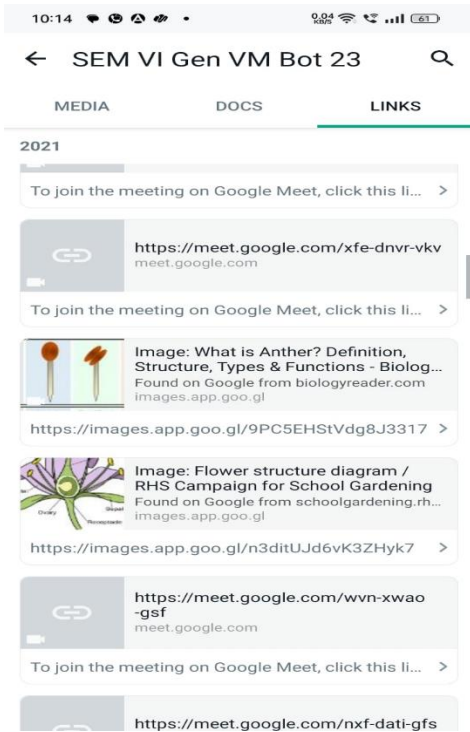 10:14
0.04 KB/S
61
SEM VI Gen VM Bot 23
MEDIA DOCS LINKS
2021
To join the meeting on Google Meet, click this li...
https://meet.google.com/xfe-dnvr-vkv
meet.google.com
To join the meeting on Google Meet, click this li...
Image: What is Anther? Definition,
Structure, Types & Functions - Biolog...
Found on Google from biologyreader.com
images.app.goo.gl
https://images.app.goo.gl/9PC5EHStVdg8J3317
Image: Flower structure diagram /
RHS Campaign for School Gardening
Found on Google from schoolgardening.rh...
images.app.goo.gl
Ovary
Receptacle
https://images.app.goo.gl/n3ditUJd6vK3ZHyk7
https://meet.google.com/wvn-xwao
-gsf
meet.google.com
To join the meeting on Google Meet, click this li...
https://meet.google.com/nxf-dati-gfs